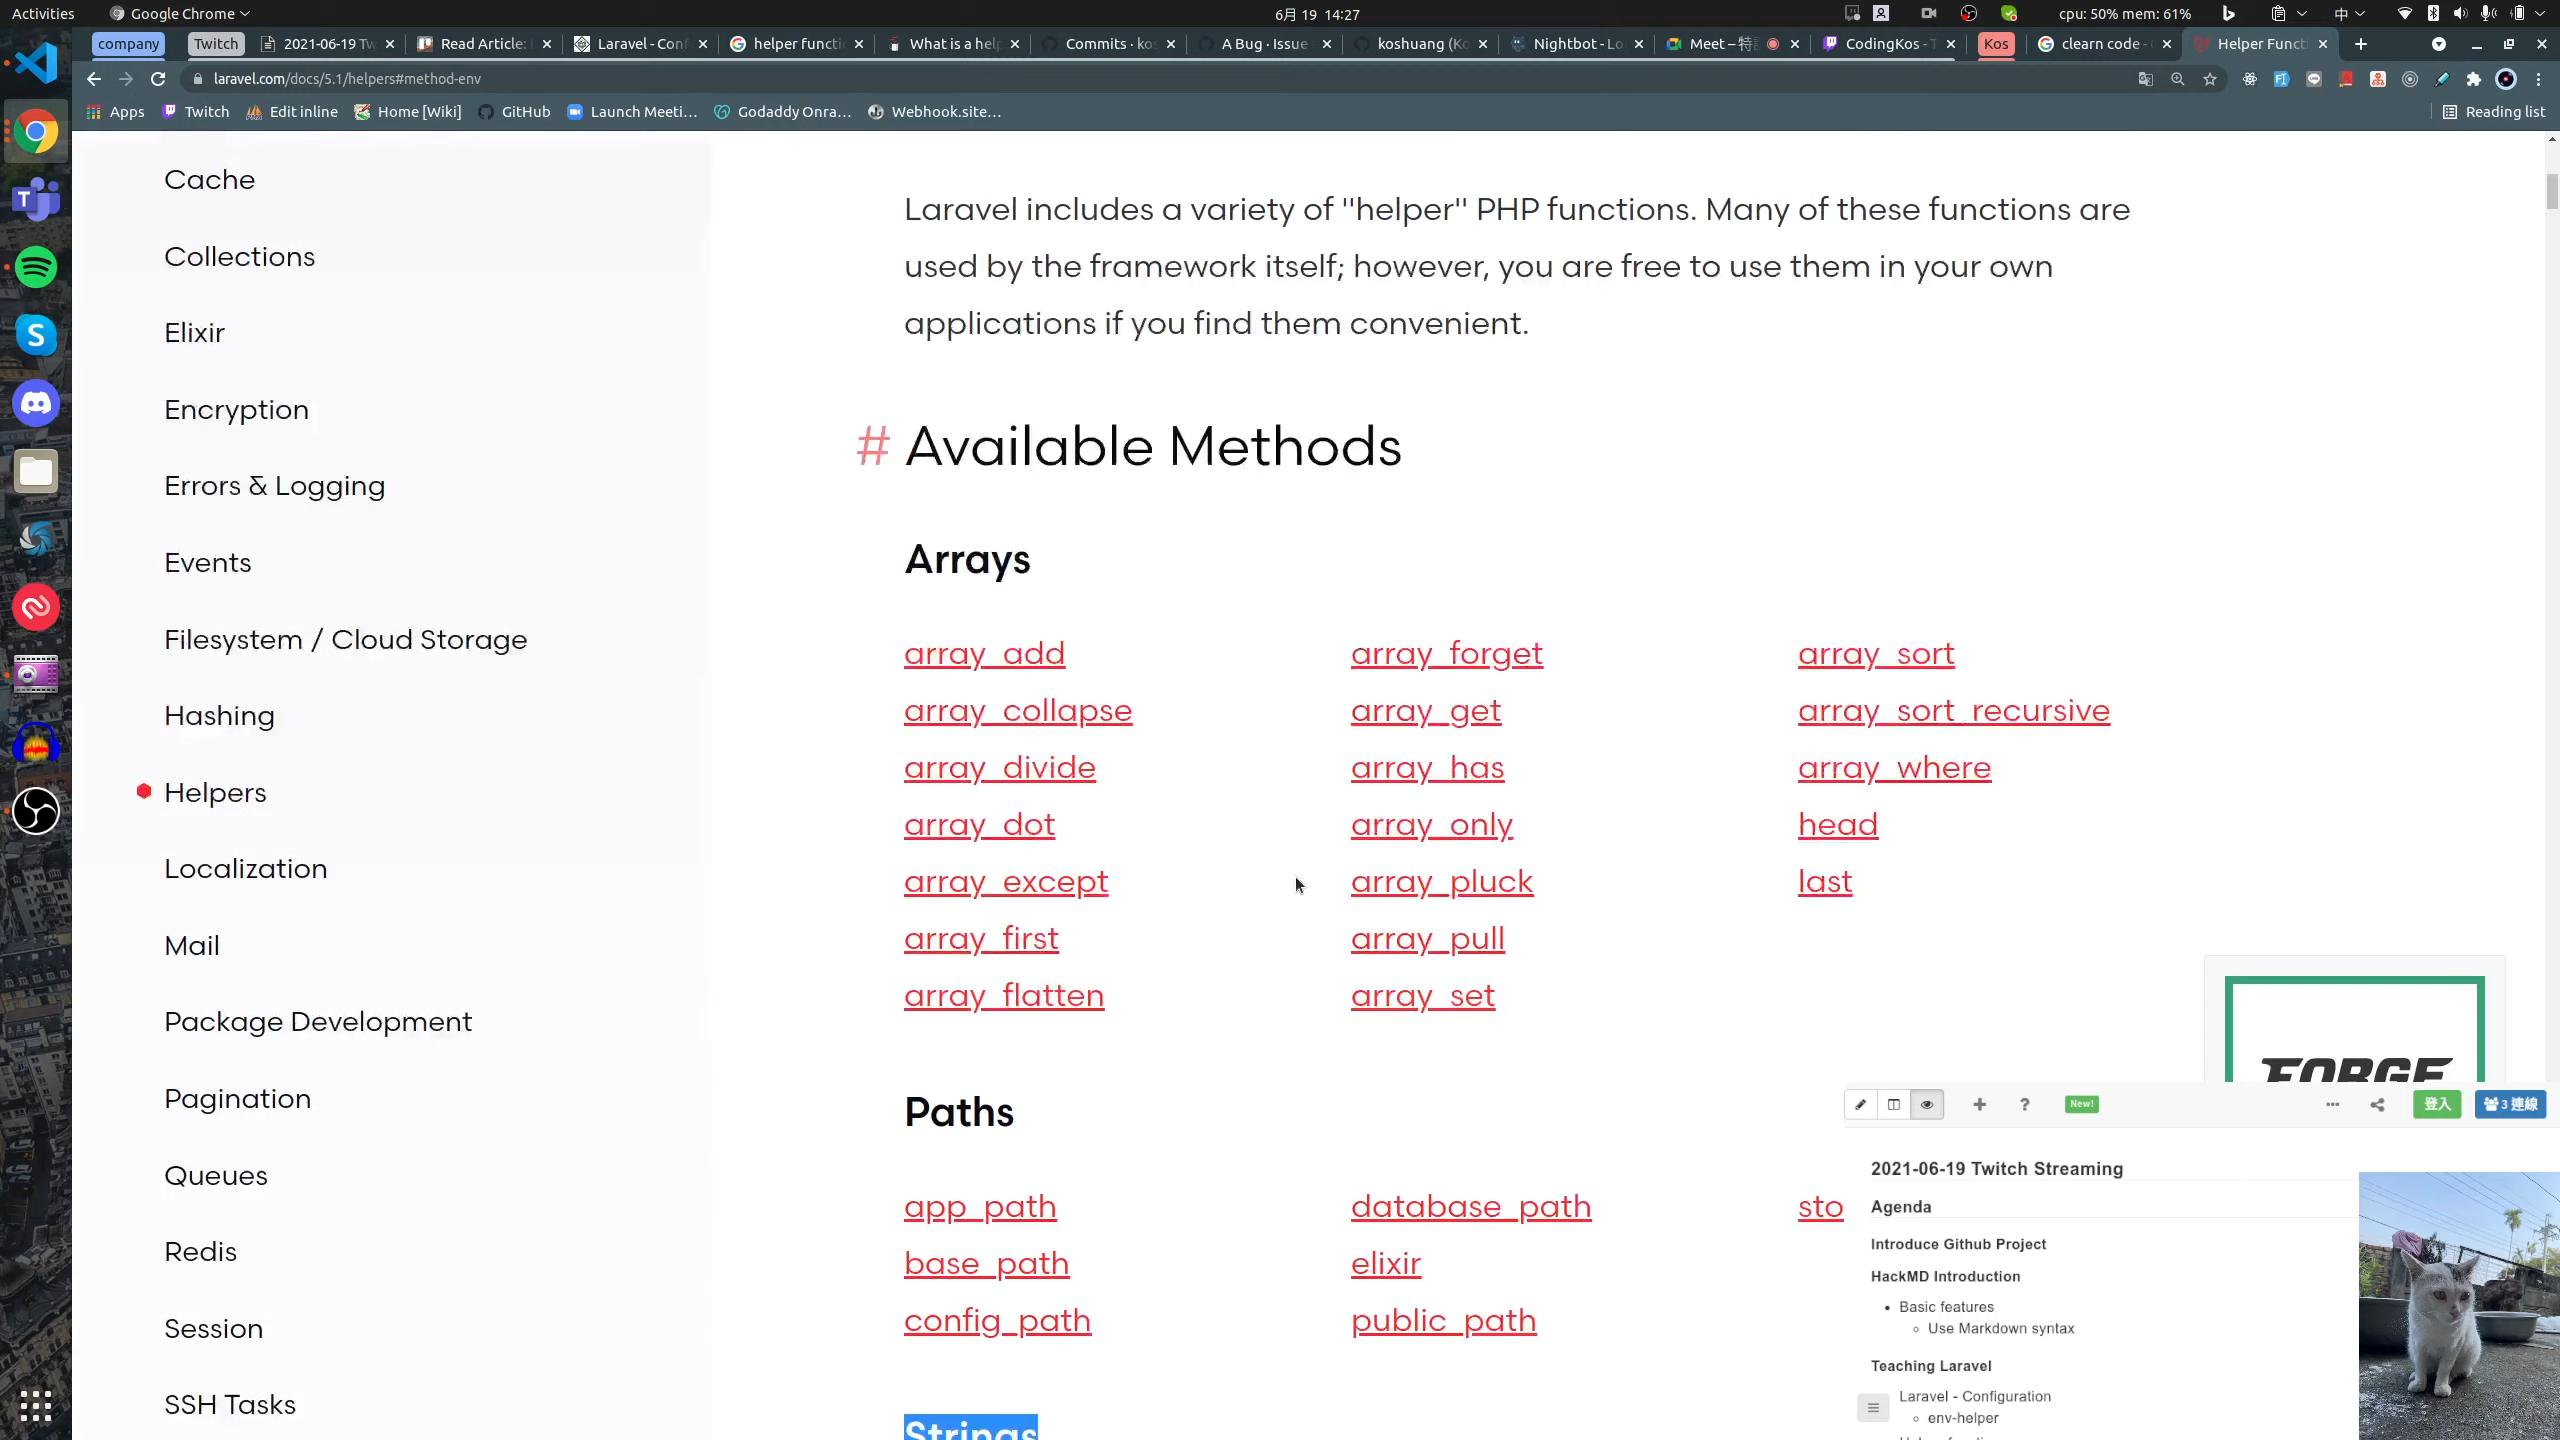 Activities
Google Chrome
6月 19 14:27
cpu: 50% mem: 61%
中
company
Twitch
2021-06-19 Tw
Read Article:
Laravel - Conf
helper functi
What is a help
Commits · kos
A Bug · Issue
koshuang (Ko
Nightbot - Lo
Meet – 特
CodingKos - T
Kos
clearn code -
Helper Funct
laravel.com/docs/5.1/helpers#method-env
Apps
Twitch
Edit inline
Home [Wiki]
GitHub
Launch Meeti…
Godaddy Onra…
Webhook.site…
Reading list
Cache
Collections
Elixir
Encryption
Errors & Logging
Events
Filesystem / Cloud Storage
Hashing
Helpers
Localization
Mail
Package Development
Pagination
Queues
Redis
Session
SSH Tasks
Laravel includes a variety of "helper" PHP functions. Many of these functions are
used by the framework itself; however, you are free to use them in your own
applications if you find them convenient.
# Available Methods
Arrays
array_add
array_collapse
array_divide
array_dot
array_except
array_first
array_flatten
array_forget
array_get
array_has
array_only
array_pluck
array_pull
array_set
array_sort
array_sort_recursive
array_where
head
last
Paths
app_path
base_path
config_path
database_path
elixir
public_path
sto
Strings
FORGE
New!
登入
3 連線
2021-06-19 Twitch Streaming
Agenda
Introduce Github Project
HackMD Introduction
• Basic features
◦ Use Markdown syntax
Teaching Laravel
Laravel - Configuration
◦ env-helper